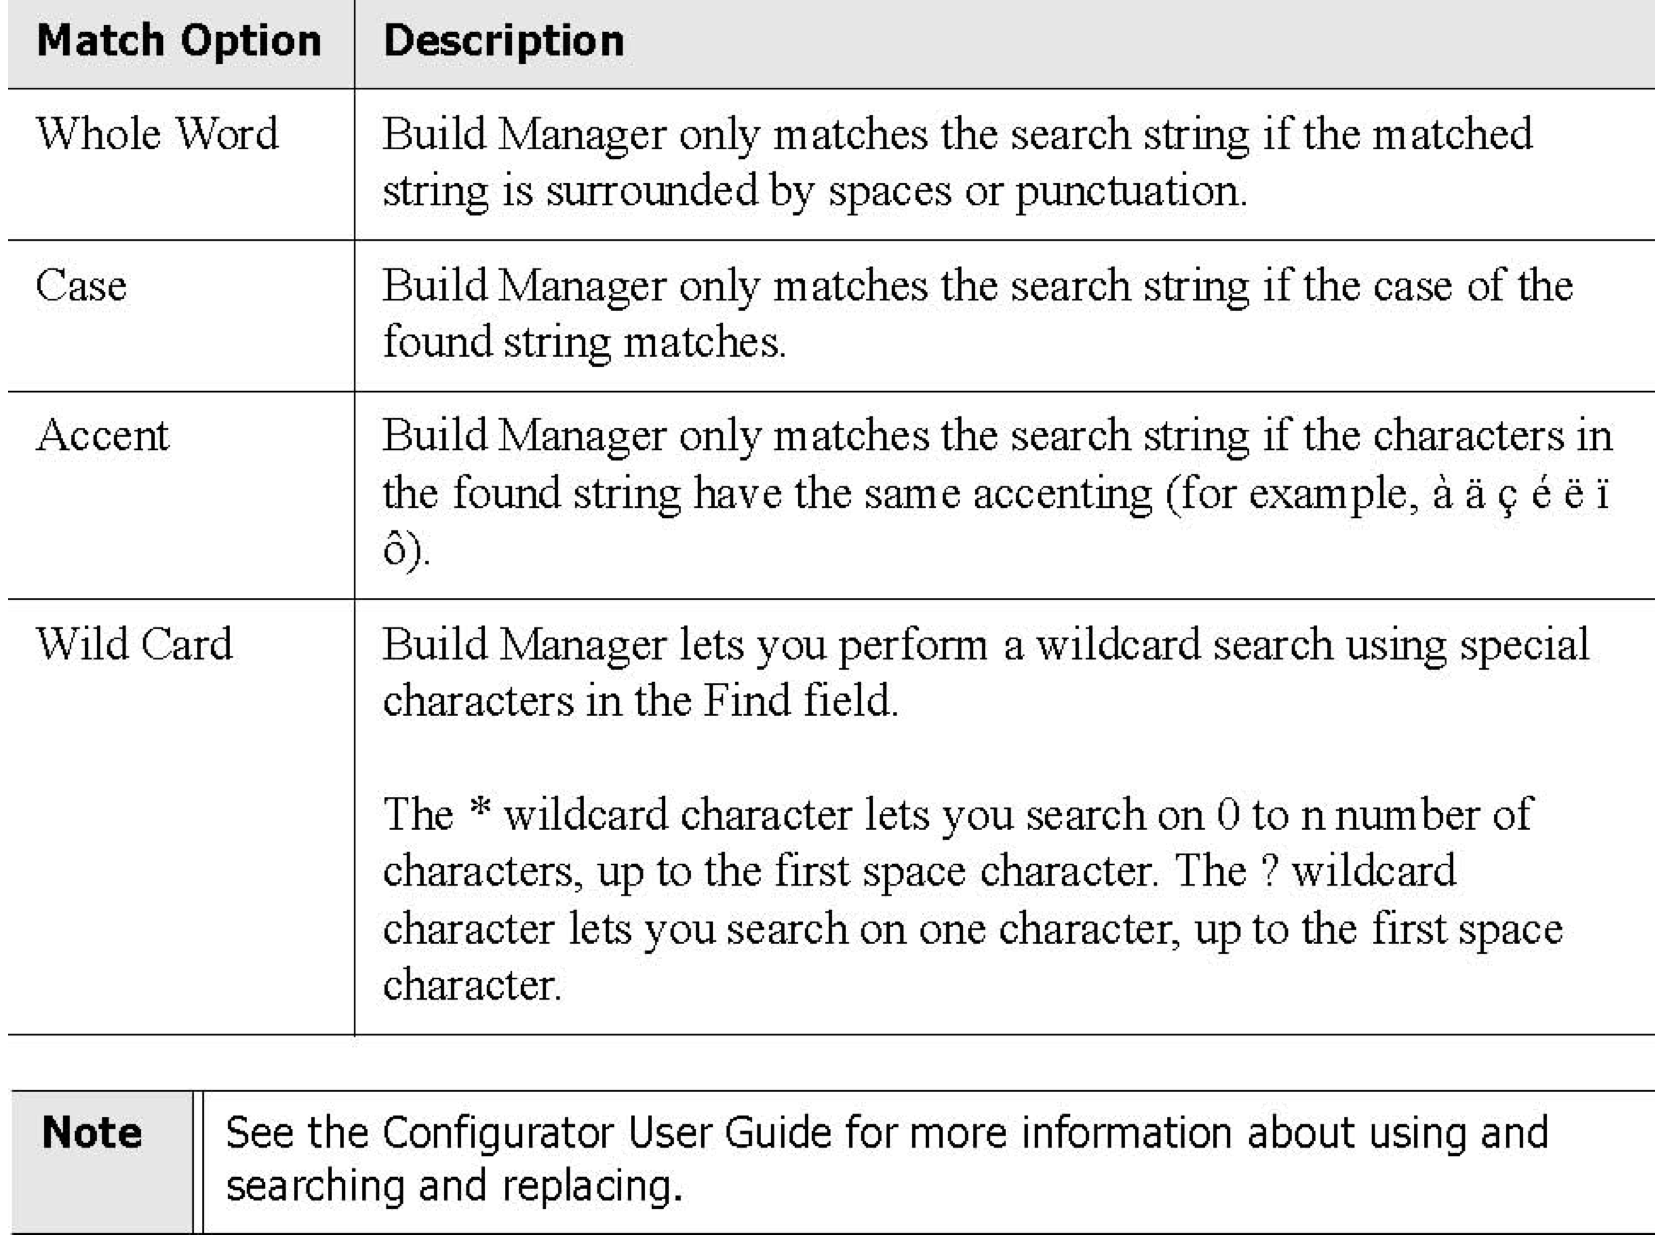 Match Option Description
Whole Word Build Manager only matches the search string if the matched
string is surrounded by spaces or punctuation.
Case Build Manager only matches the search string if the case of the
found string matches.
Accent Build Manager only matches the search string if the characters in
the found string have the same accenting (for example, à ä ç é ë ï
ô).
Wild Card Build Manager lets you perform a wildcard search using special
characters in the Find field.
The * wildcard character lets you search on 0 to n number of
characters, up to the first space character. The ? wildcard
character lets you search on one character, up to the first space
character.
Note See the Configurator User Guide for more information about using and
searching and replacing.